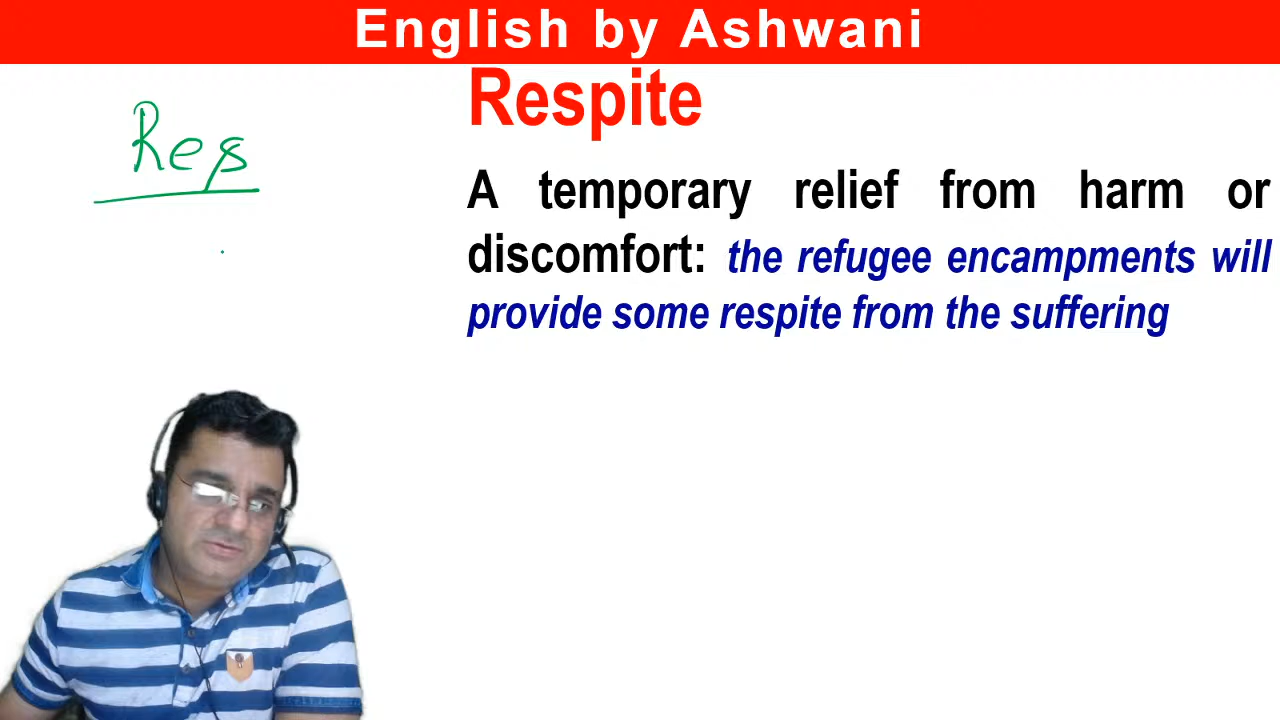 English by Ashwani
Respite
Res
A temporary relief from harm or
discomfort: the refugee encampments will
provide some respite from the suffering